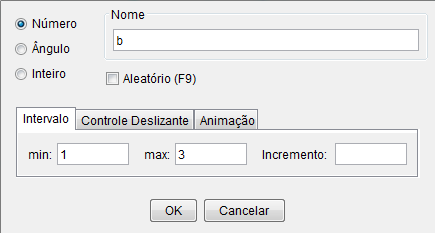 Número
Nome
b
Ângulo
Inteiro
Aleatório (F9)
Intervalo Controle Deslizante Animação
min: 1 max: 3 Incremento:
OK Cancelar